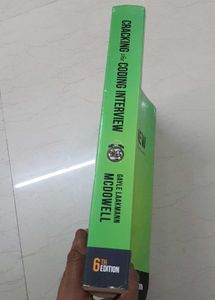 CRACKING the
CODING INTERVIEW
GAYLE LAAKMANN
MCDOWELL
6TH
EDITION